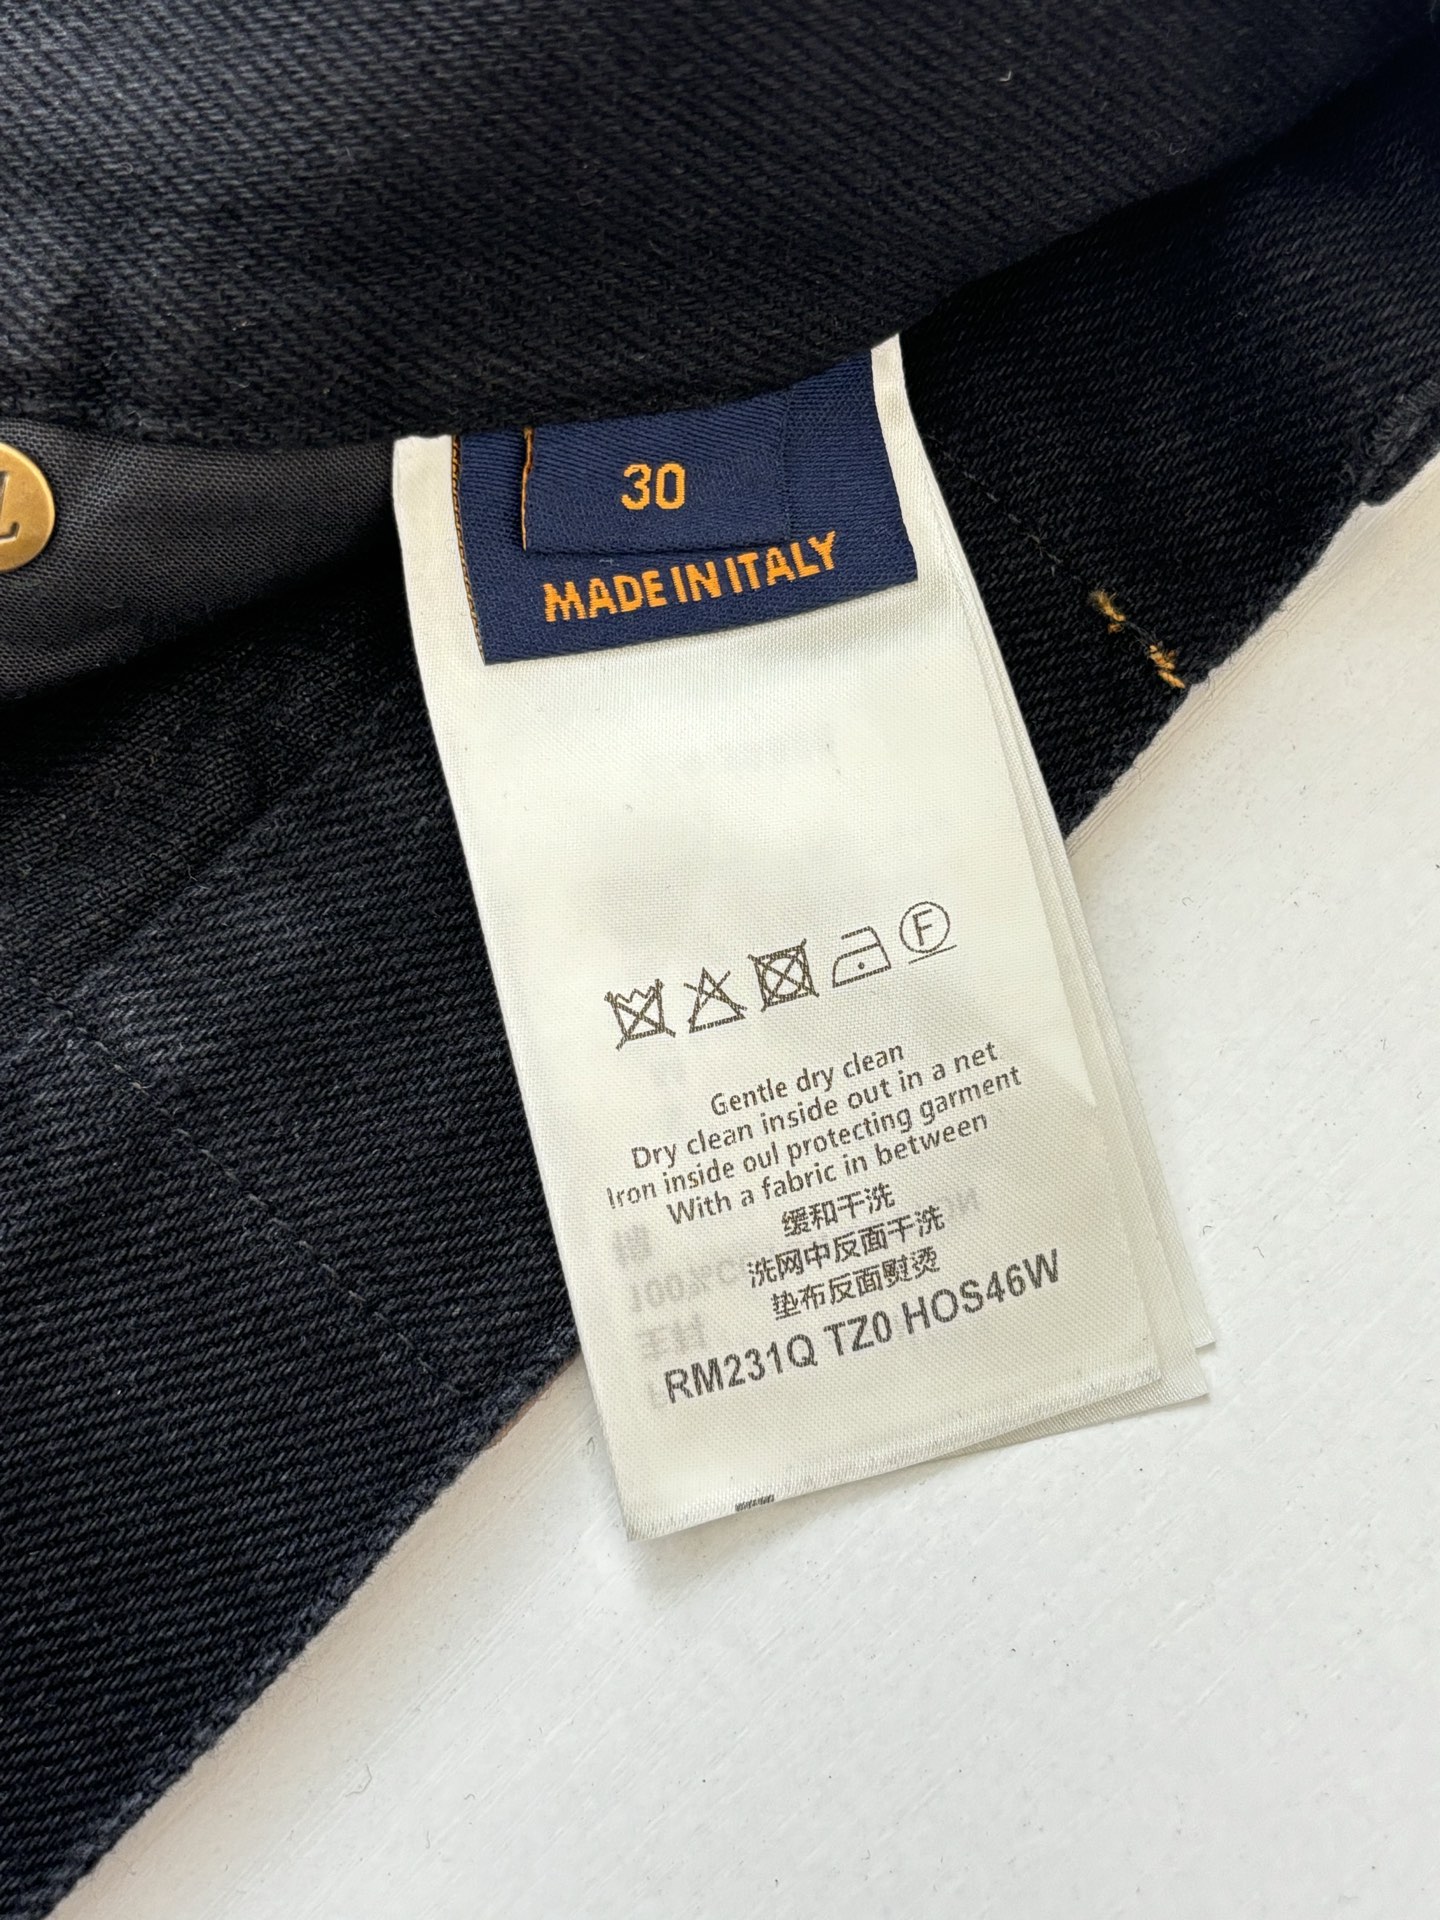 30
MADE IN ITALY
F
Gentle dry clean
Dry clean inside out in a net
Iron inside oul protecting garment
With a fabric in between
缓和干洗
洗网中反面干洗
垫布反面熨烫
RM231Q TZ0 HOS46W